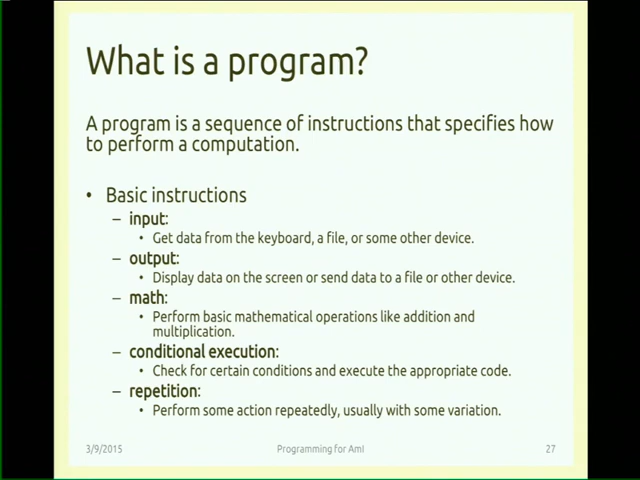 What is a program?
A program is a sequence of instructions that specifies how
to perform a computation.
• Basic instructions
– input:
• Get data from the keyboard, a file, or some other device.
– output:
• Display data on the screen or send data to a file or other device.
– math:
• Perform basic mathematical operations like addition and
multiplication.
– conditional execution:
• Check for certain conditions and execute the appropriate code.
– repetition:
• Perform some action repeatedly, usually with some variation.
3/9/2015 Programming for AmI 27